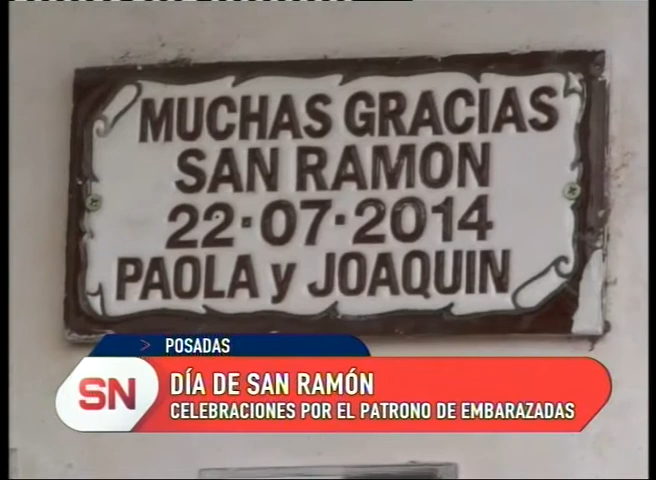 MUCHAS GRACIAS
SAN RAMON
22·07·2014
PAOLA y JOAQUIN
> POSADAS
SN
DÍA DE SAN RAMÓN
CELEBRACIONES POR EL PATRONO DE EMBARAZADAS